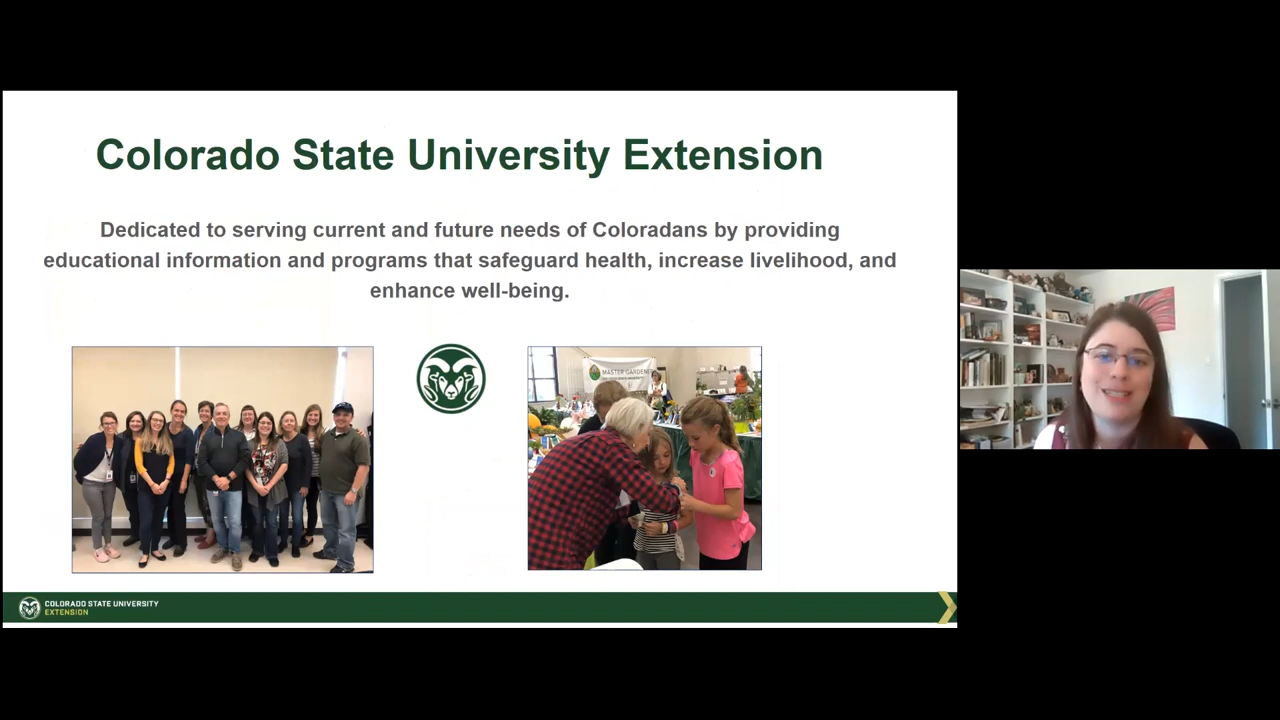 Colorado State University Extension
Dedicated to serving current and future needs of Coloradans by providing
educational information and programs that safeguard health, increase livelihood, and
enhance well-being.
MASTER GARDENER
COLORADO STATE UNIVERSITY
EXTENSION